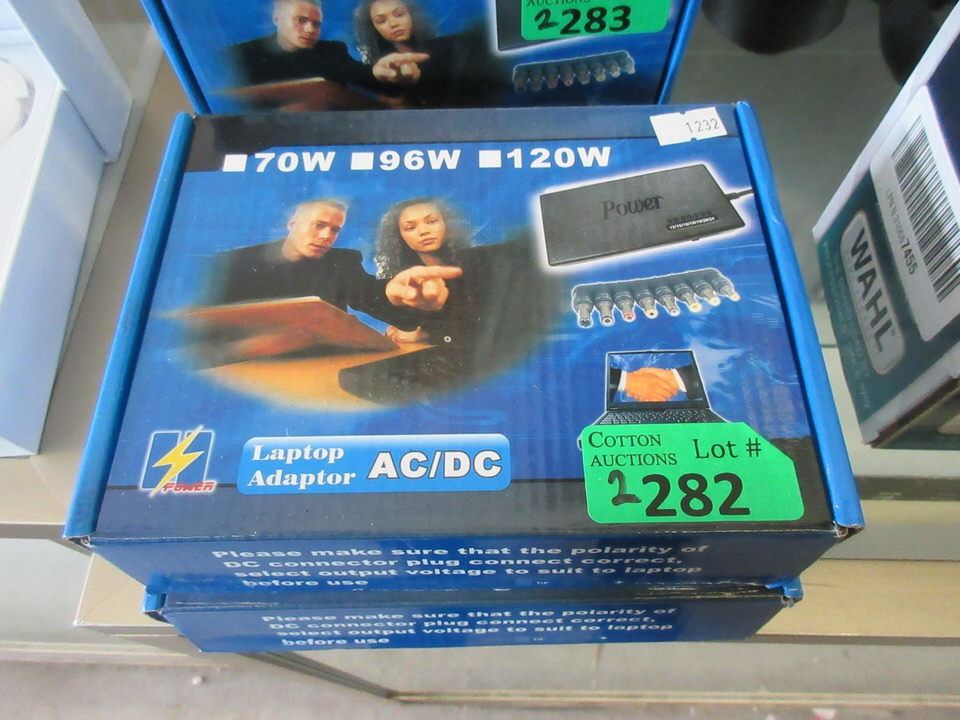 AUCTIONS
2283
1232
70W 96W 120W
Power
Laptop
Adaptor AC/DC
POWER
COTTON
AUCTIONS Lot #
2282
Please make sure that the polarity of
DC connector plug connect correct,
select output voltage to suit to laptop
before use
Please make sure that the polarity of
DC connector plug connect correct,
select output voltage to suit to laptop
before use
WAHL
7455